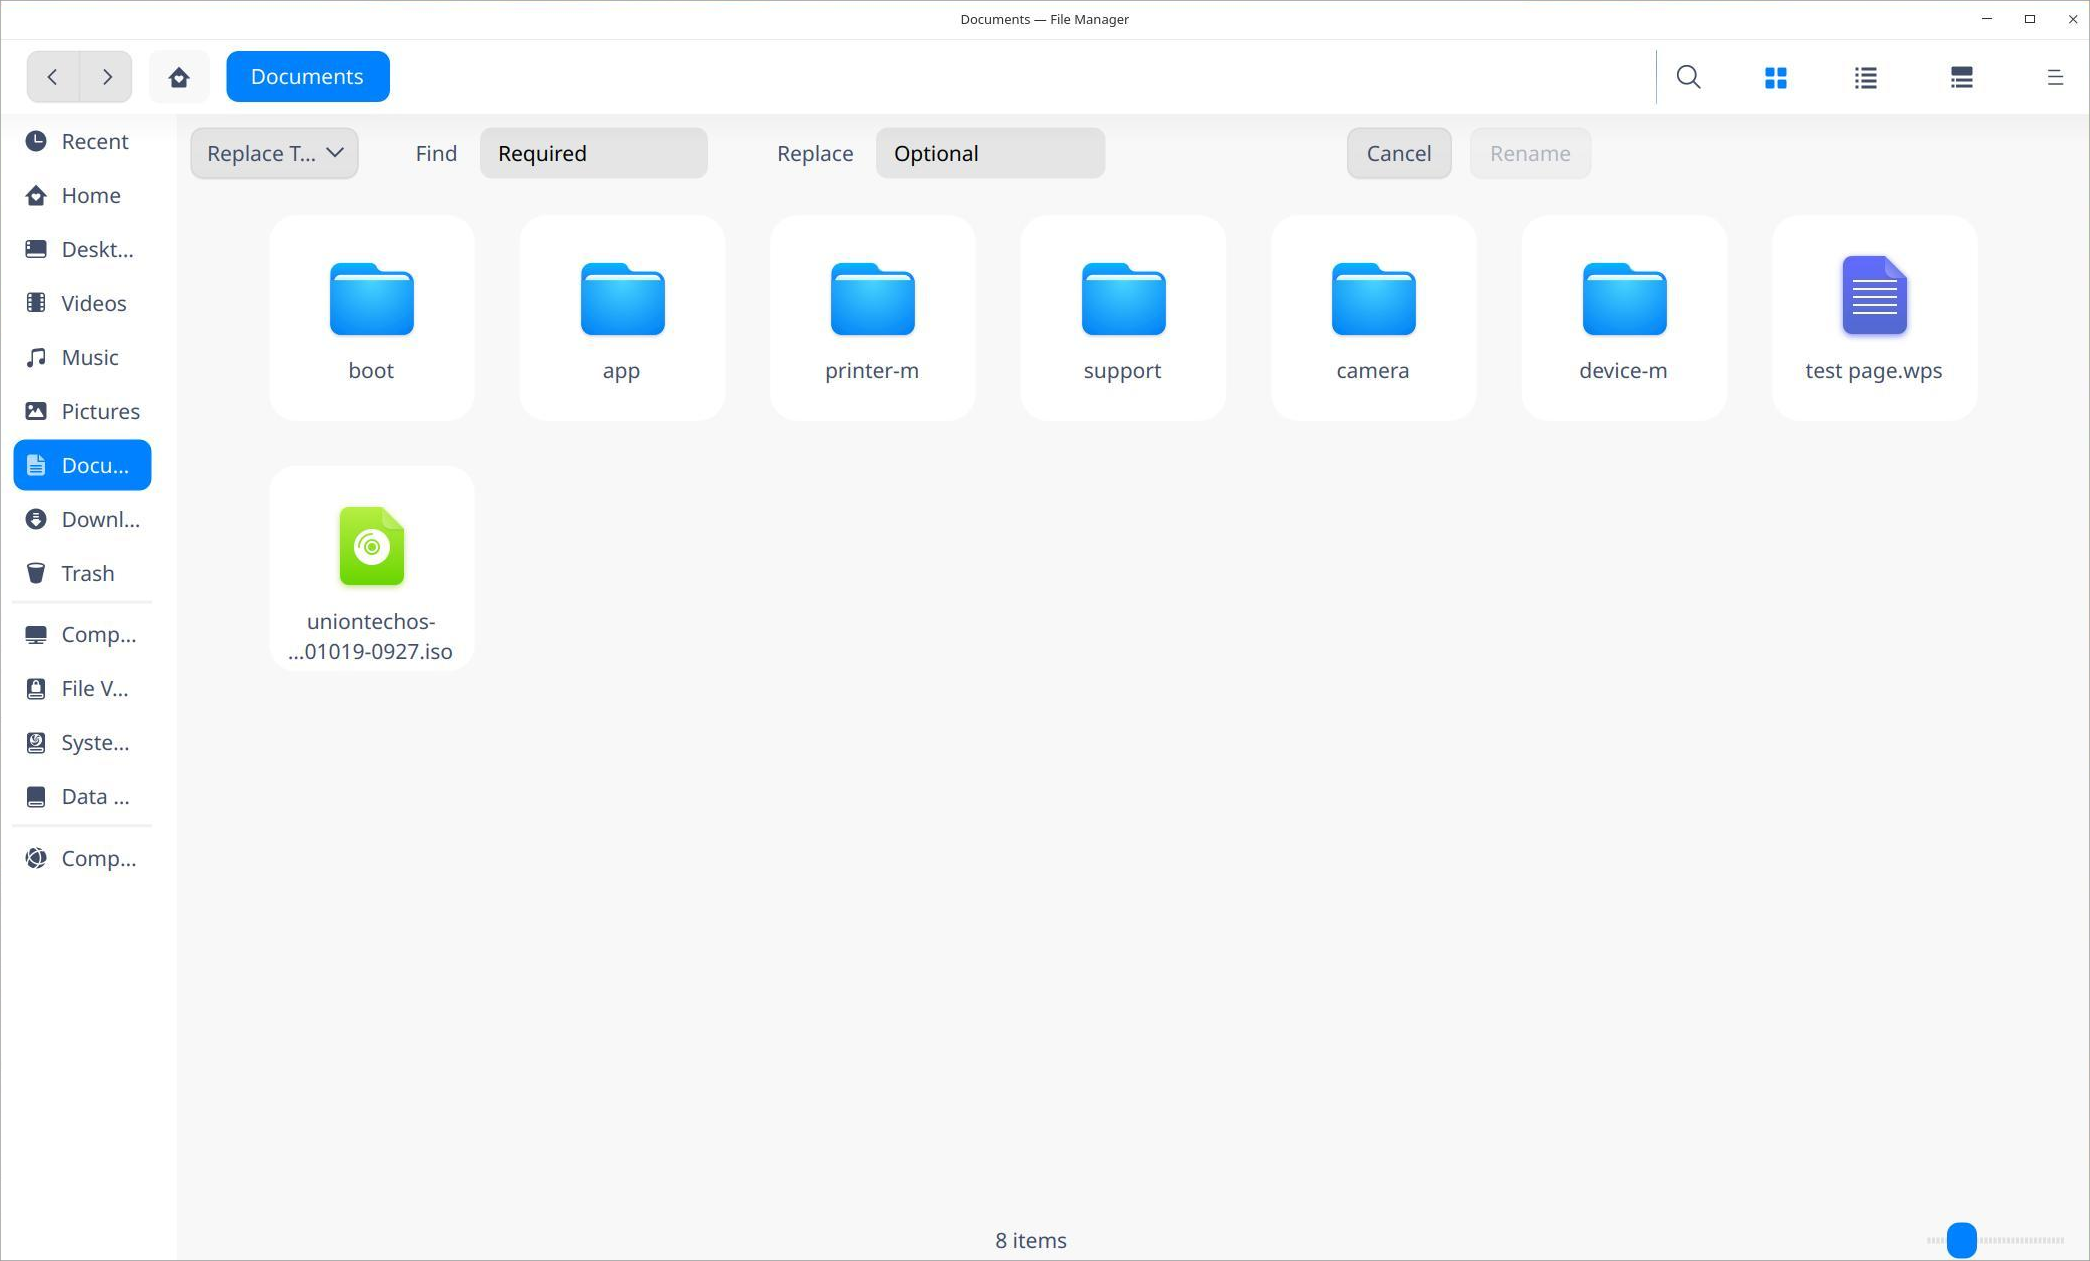 Documents — File Manager
Documents
Replace T...
Find
Required
Replace
Optional
Cancel
Rename
Recent
Home
Deskt...
Videos
Music
Pictures
Docu...
Downl...
Trash
Comp...
File V...
Syste...
Data ...
Comp...
boot
app
printer-m
support
camera
device-m
test page.wps
uniontechos-
...01019-0927.iso
8 items